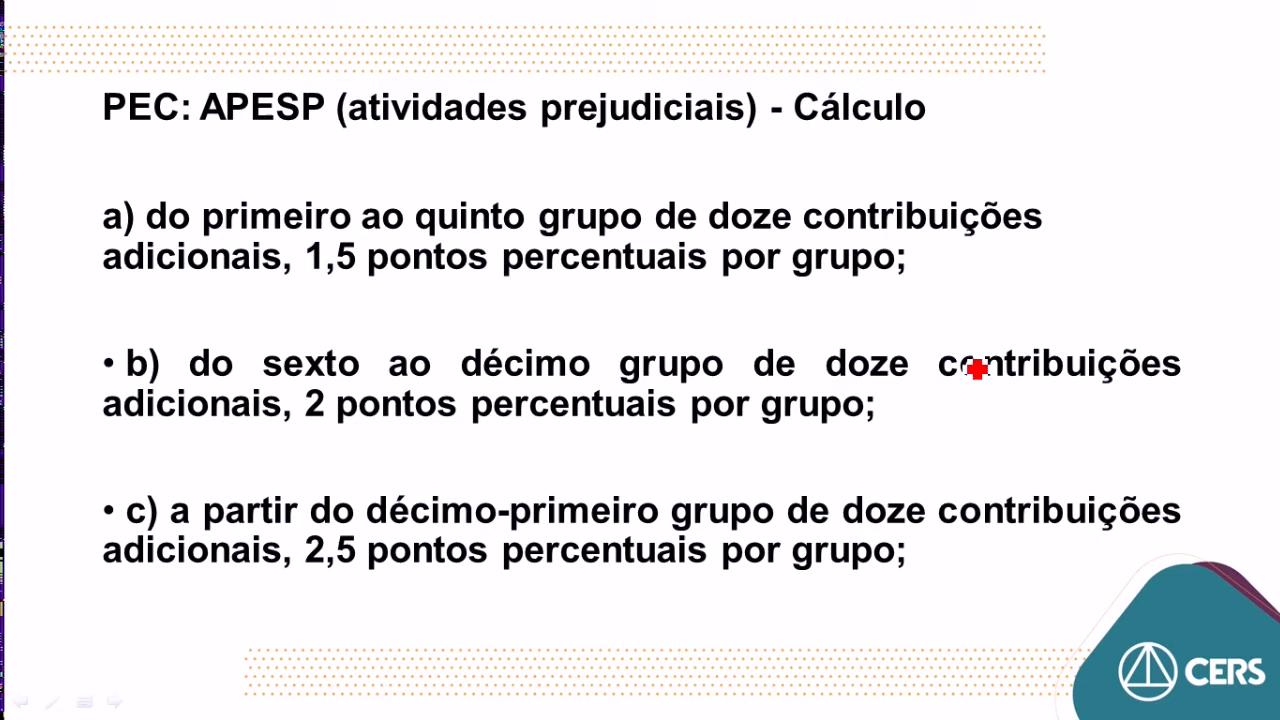 PEC: APESP (atividades prejudiciais) - Cálculo
a) do primeiro ao quinto grupo de doze contribuições
adicionais, 1,5 pontos percentuais por grupo;
• b) do sexto ao décimo grupo de doze contribuições
adicionais, 2 pontos percentuais por grupo;
• c) a partir do décimo-primeiro grupo de doze contribuições
adicionais, 2,5 pontos percentuais por grupo;
CERS